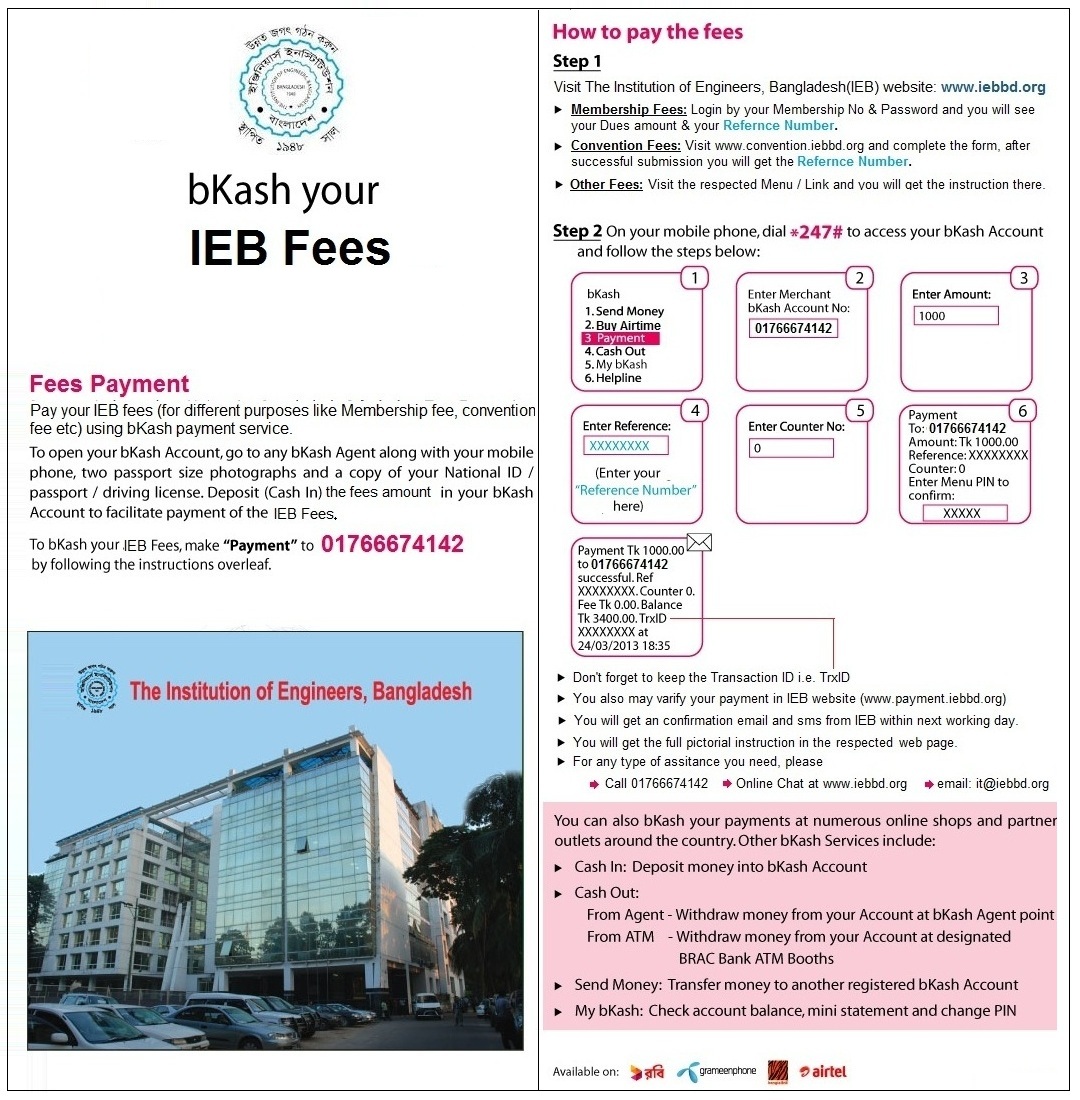 উন্নত জগৎ গঠন করুন
ইঞ্জিনিয়ার্স ইনস্টিটিউশন
THE INSTITUTION OF ENGINEERS, BANGLADESH
BANGLADESH
1948
• বাংলাদেশ •
স্থাপিত ১৯৪৮ সাল
bKash your
IEB Fees
Fees Payment
Pay your IEB fees (for different purposes like Membership fee, convention
fee etc) using bKash payment service.
To open your bKash Account, go to any bKash Agent along with your mobile
phone, two passport size photographs and a copy of your National ID /
passport / driving license. Deposit (Cash In) the fees amount in your bKash
Account to facilitate payment of the IEB Fees.
To bKash your IEB Fees, make “Payment” to 01766674142
by following the instructions overleaf.
The Institution of Engineers, Bangladesh
How to pay the fees
Step 1
Visit The Institution of Engineers, Bangladesh(IEB) website: www.iebbd.org
Membership Fees: Login by your Membership No & Password and you will see
your Dues amount & your Refernce Number.
Convention Fees: Visit www.convention.iebbd.org and complete the form, after
successful submission you will get the Refernce Number.
Other Fees: Visit the respected Menu / Link and you will get the instruction there.
Step 2 On your mobile phone, dial *247# to access your bKash Account
and follow the steps below:
1
bKash
1. Send Money
2. Buy Airtime
3 Payment
4. Cash Out
5. My bKash
6. Helpline
2
Enter Merchant
bKash Account No:
01766674142
3
Enter Amount:
1000
4
Enter Reference:
XXXXXXXX
(Enter your
“Reference Number”
here)
5
Enter Counter No:
0
6
Payment
To: 01766674142
Amount: Tk 1000.00
Reference: XXXXXXXX
Counter: 0
Enter Menu PIN to
confirm:
XXXXX
Payment Tk 1000.00
to 01766674142
successful. Ref
XXXXXXXX. Counter 0.
Fee Tk 0.00. Balance
Tk 3400.00. TrxID
XXXXXXXX at
24/03/2013 18:35
Don't forget to keep the Transaction ID i.e. TrxID
You also may varify your payment in IEB website (www.payment.iebbd.org)
You will get an confirmation email and sms from IEB within next working day.
You will get the full pictorial instruction in the respected web page.
For any type of assitance you need, please
Call 01766674142 Online Chat at www.iebbd.org email: it@iebbd.org
You can also bKash your payments at numerous online shops and partner
outlets around the country. Other bKash Services include:
Cash In: Deposit money into bKash Account
Cash Out:
From Agent - Withdraw money from your Account at bKash Agent point
From ATM - Withdraw money from your Account at designated
BRAC Bank ATM Booths
Send Money: Transfer money to another registered bKash Account
My bKash: Check account balance, mini statement and change PIN
Available on: রবি grameenphone banglalink airtel